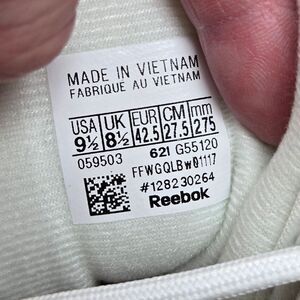 MADE IN VIETNAM
FABRIQUE AU VIETNAM
USA UK EUR CM mm
9½ 8½ 42.5 27.5 275
059503 621 G55120
FFWGQLBw01117
#128230264
Reebok